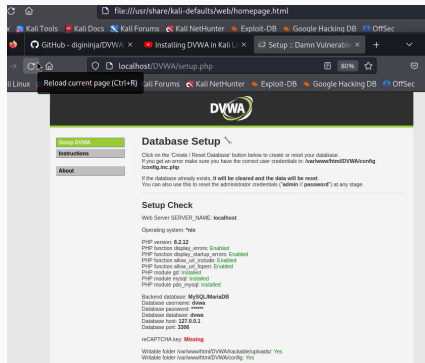 file:///usr/share/kali-defaults/web/homepage.html
Kali Tools Kali Docs Kali Forums Kali NetHunter Exploit-DB Google Hacking DB OffSec
GitHub - digininja/DVWA Installing DVWA in Kali Li Setup :: Damn Vulnerable
localhost/DVWA/setup.php 80%
li Linux Reload current page (Ctrl+R) Kali Forums Kali NetHunter Exploit-DB Google Hacking DB OffSec
DVWA
Setup DVWA
Instructions
About
Database Setup
Click on the 'Create / Reset Database' button below to create or reset your database.
If you get an error make sure you have the correct user credentials in: /var/www/html/DVWA/config
/config.inc.php
If the database already exists, it will be cleared and the data will be reset.
You can also use this to reset the administrator credentials ("admin // password") at any stage.
Setup Check
Web Server SERVER_NAME: localhost
Operating system: *nix
PHP version: 8.2.12
PHP function display_errors: Enabled
PHP function display_startup_errors: Enabled
PHP function allow_url_include: Enabled
PHP function allow_url_fopen: Enabled
PHP module gd: Installed
PHP module mysql: Installed
PHP module pdo_mysql: Installed
Backend database: MySQL/MariaDB
Database username: dvwa
Database password: ******
Database database: dvwa
Database host: 127.0.0.1
Database port: 3306
reCAPTCHA key: Missing
Writable folder /var/www/html/DVWA/hackable/uploads/: Yes
Writable folder /var/www/html/DVWA/config: Yes